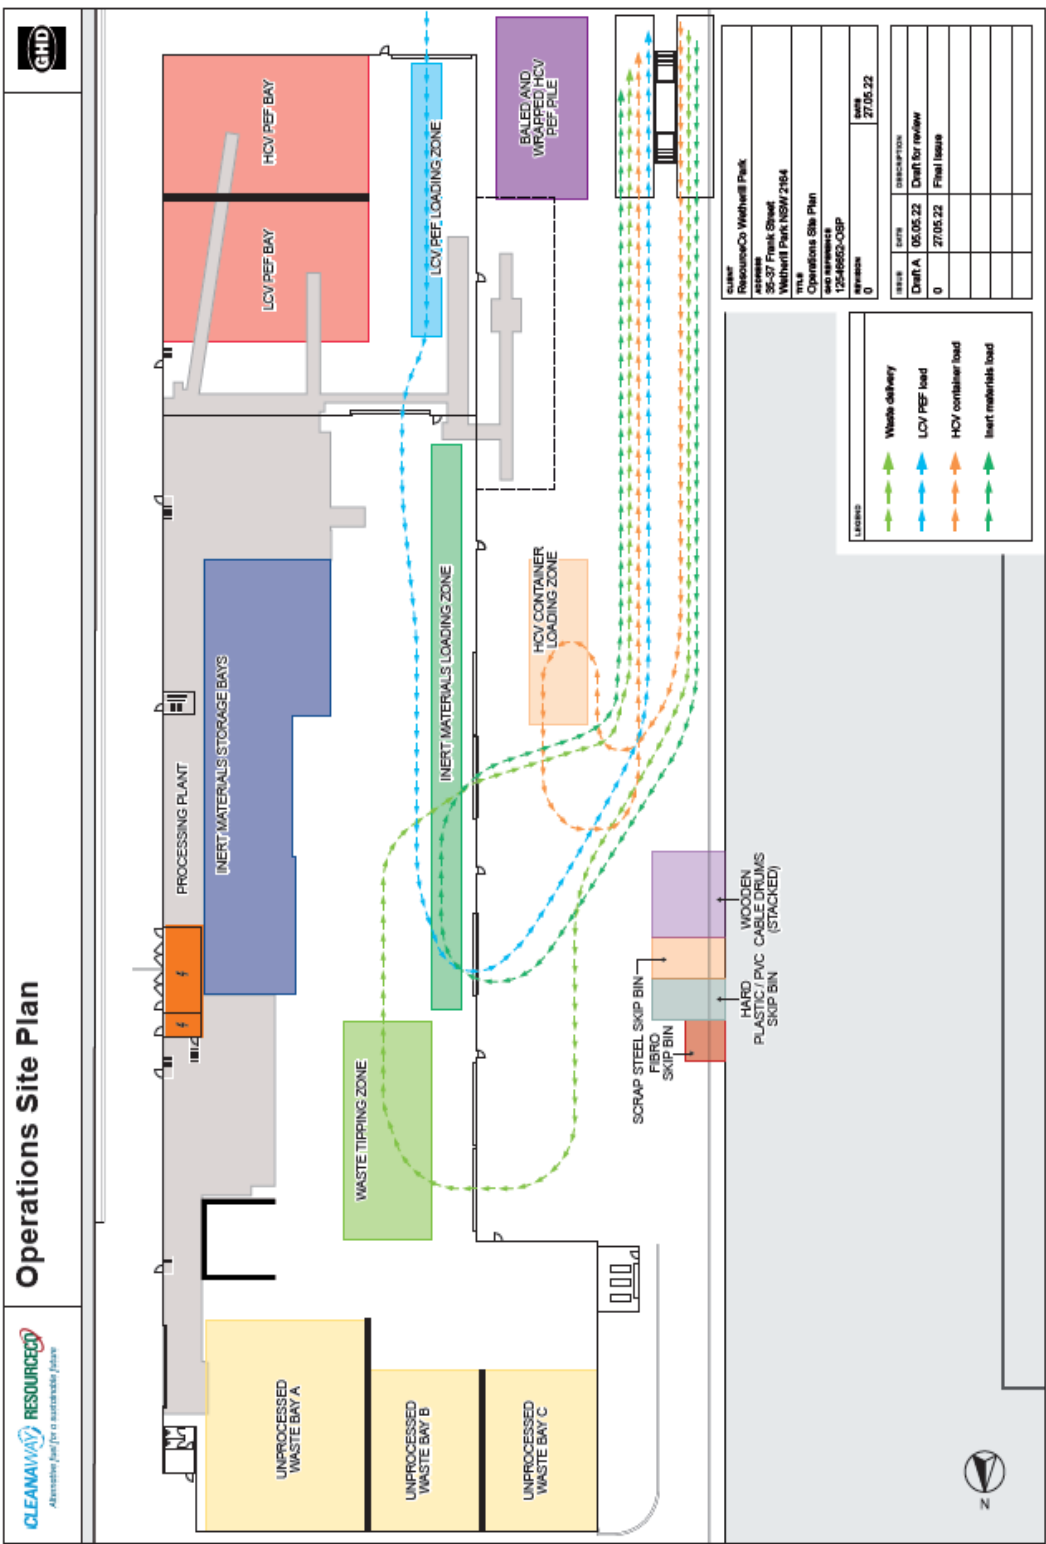 CLEANAWAY RESOURCECO
Alternative fuel for a sustainable future
Operations Site Plan
GHD
UNPROCESSED
WASTE BAY A
UNPROCESSED
WASTE BAY B
UNPROCESSED
WASTE BAY C
WASTE TIPPING ZONE
PROCESSING PLANT
INERT MATERIALS STORAGE BAYS
INERT MATERIALS LOADING ZONE
HCV CONTAINER
LOADING ZONE
LCV PEF BAY
HCV PEF BAY
LCV PEF LOADING ZONE
BALED AND
WRAPPED HCV
PEF PILE
SCRAP STEEL SKIP BIN
FIBRO
SKIP BIN
HARD
PLASTIC / PVC
SKIP BIN
WOODEN
CABLE DRUMS
(STACKED)
N
LEGEND
Waste delivery
LCV PEF load
HCV container load
Inert materials load
CLIENT
ResourceCo Wetherill Park
ADDRESS
35-37 Frank Street
Wetherill Park NSW 2164
TITLE
Operations Site Plan
GHD REFERENCE
12546652-OSP
REVISION DATE
0 27.05.22
ISSUE DATE DESCRIPTION
Draft A 05.05.22 Draft for review
0 27.05.22 Final Issue